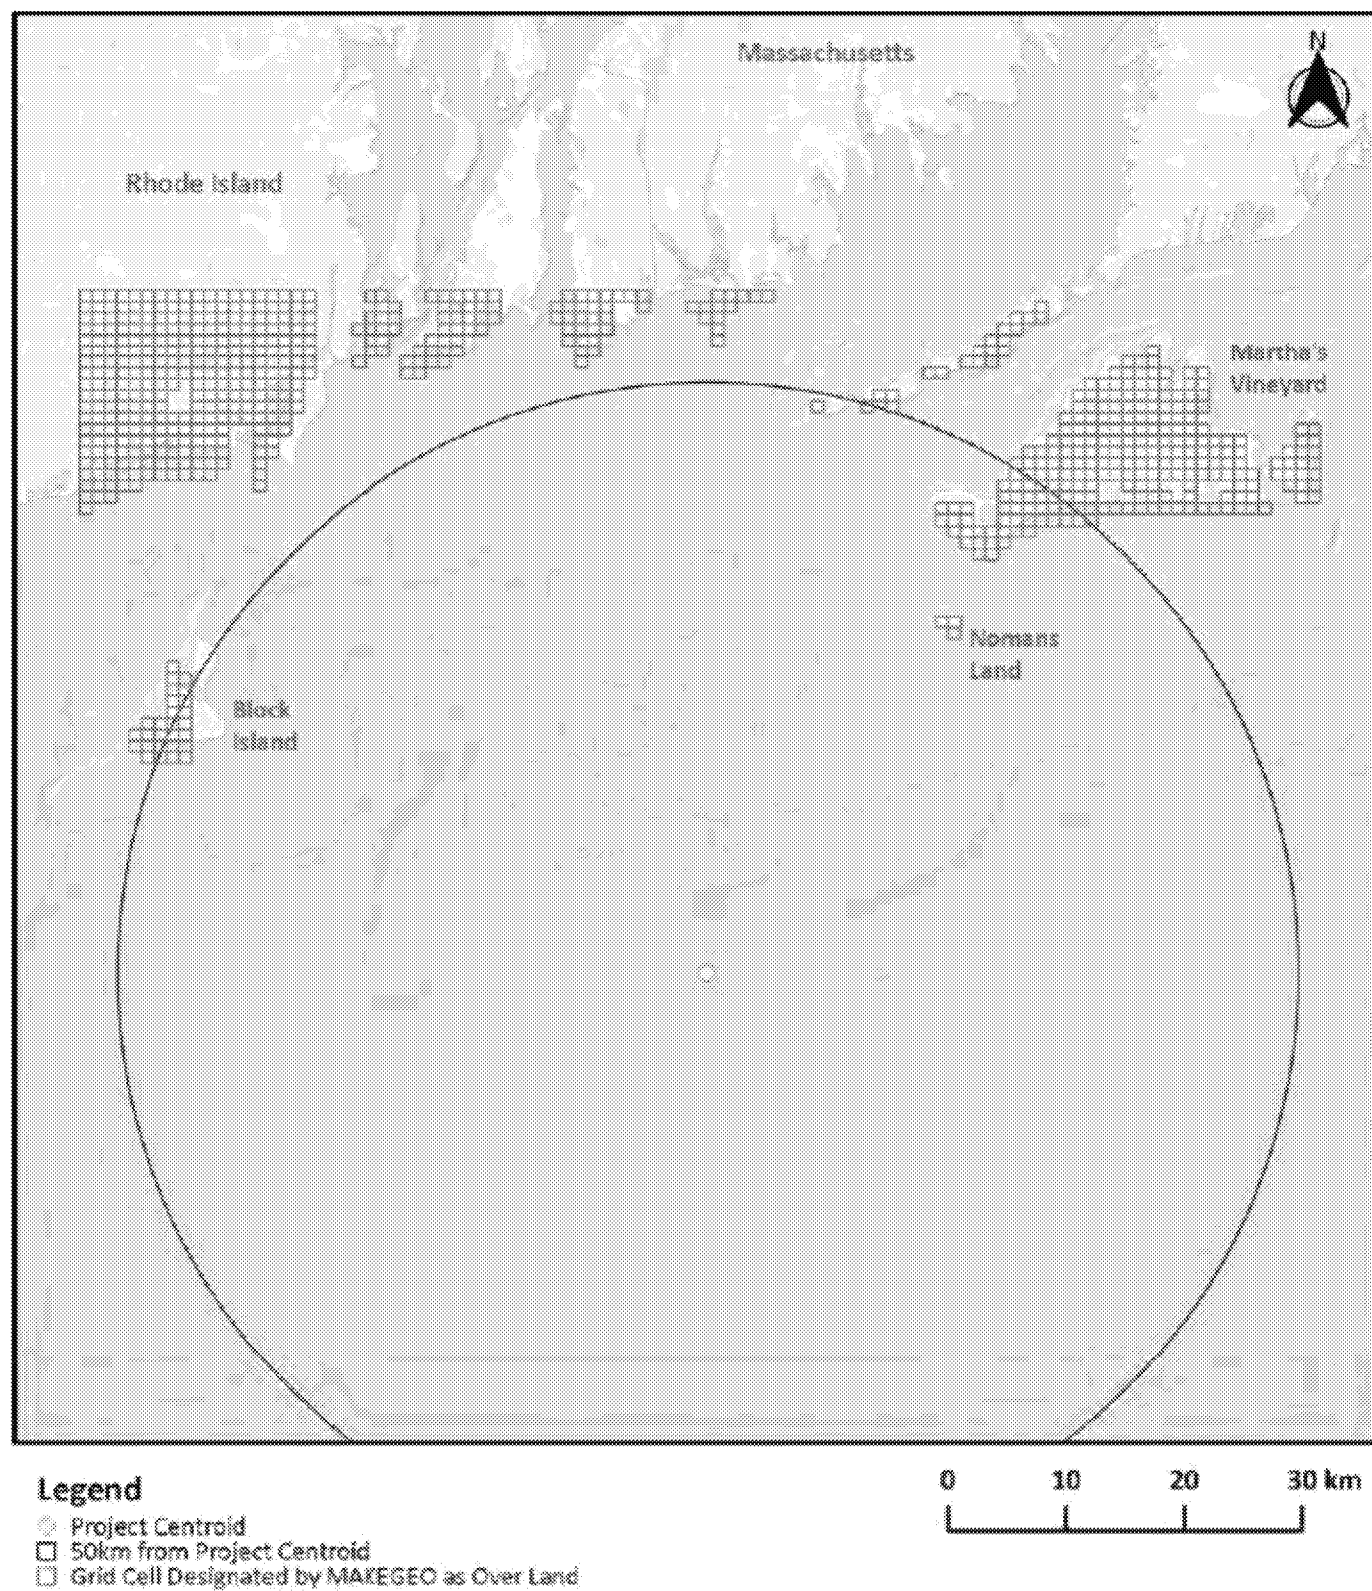 Massachusetts
N
Rhode Island
Martha's
Vineyard
Nomans
Land
Block
Island
Legend
Project Centroid
50km from Project Centroid
Grid Cell Designated by MAKEGEO as Over Land
0 10 20 30 km